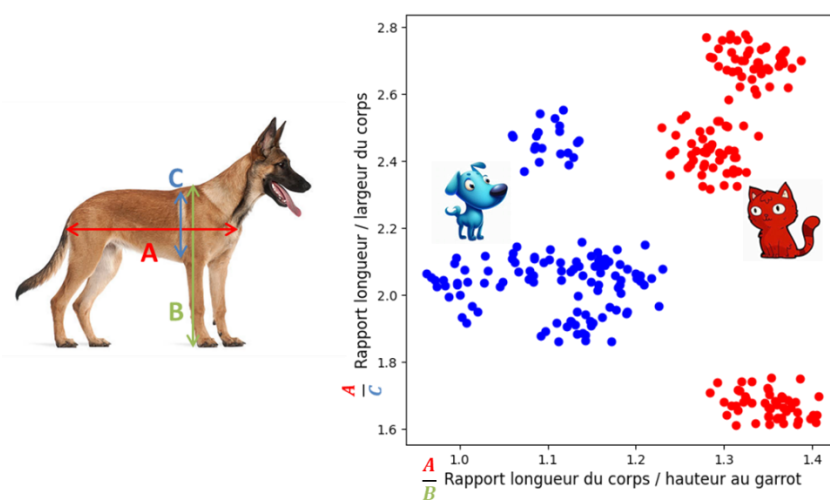 C
A
B
2.8
2.6
2.4
2.2
2.0
1.8
1.6
Rapport longueur / largeur du corps
A
C
1.0
1.1
1.2
1.3
1.4
A
B
Rapport longueur du corps / hauteur au garrot